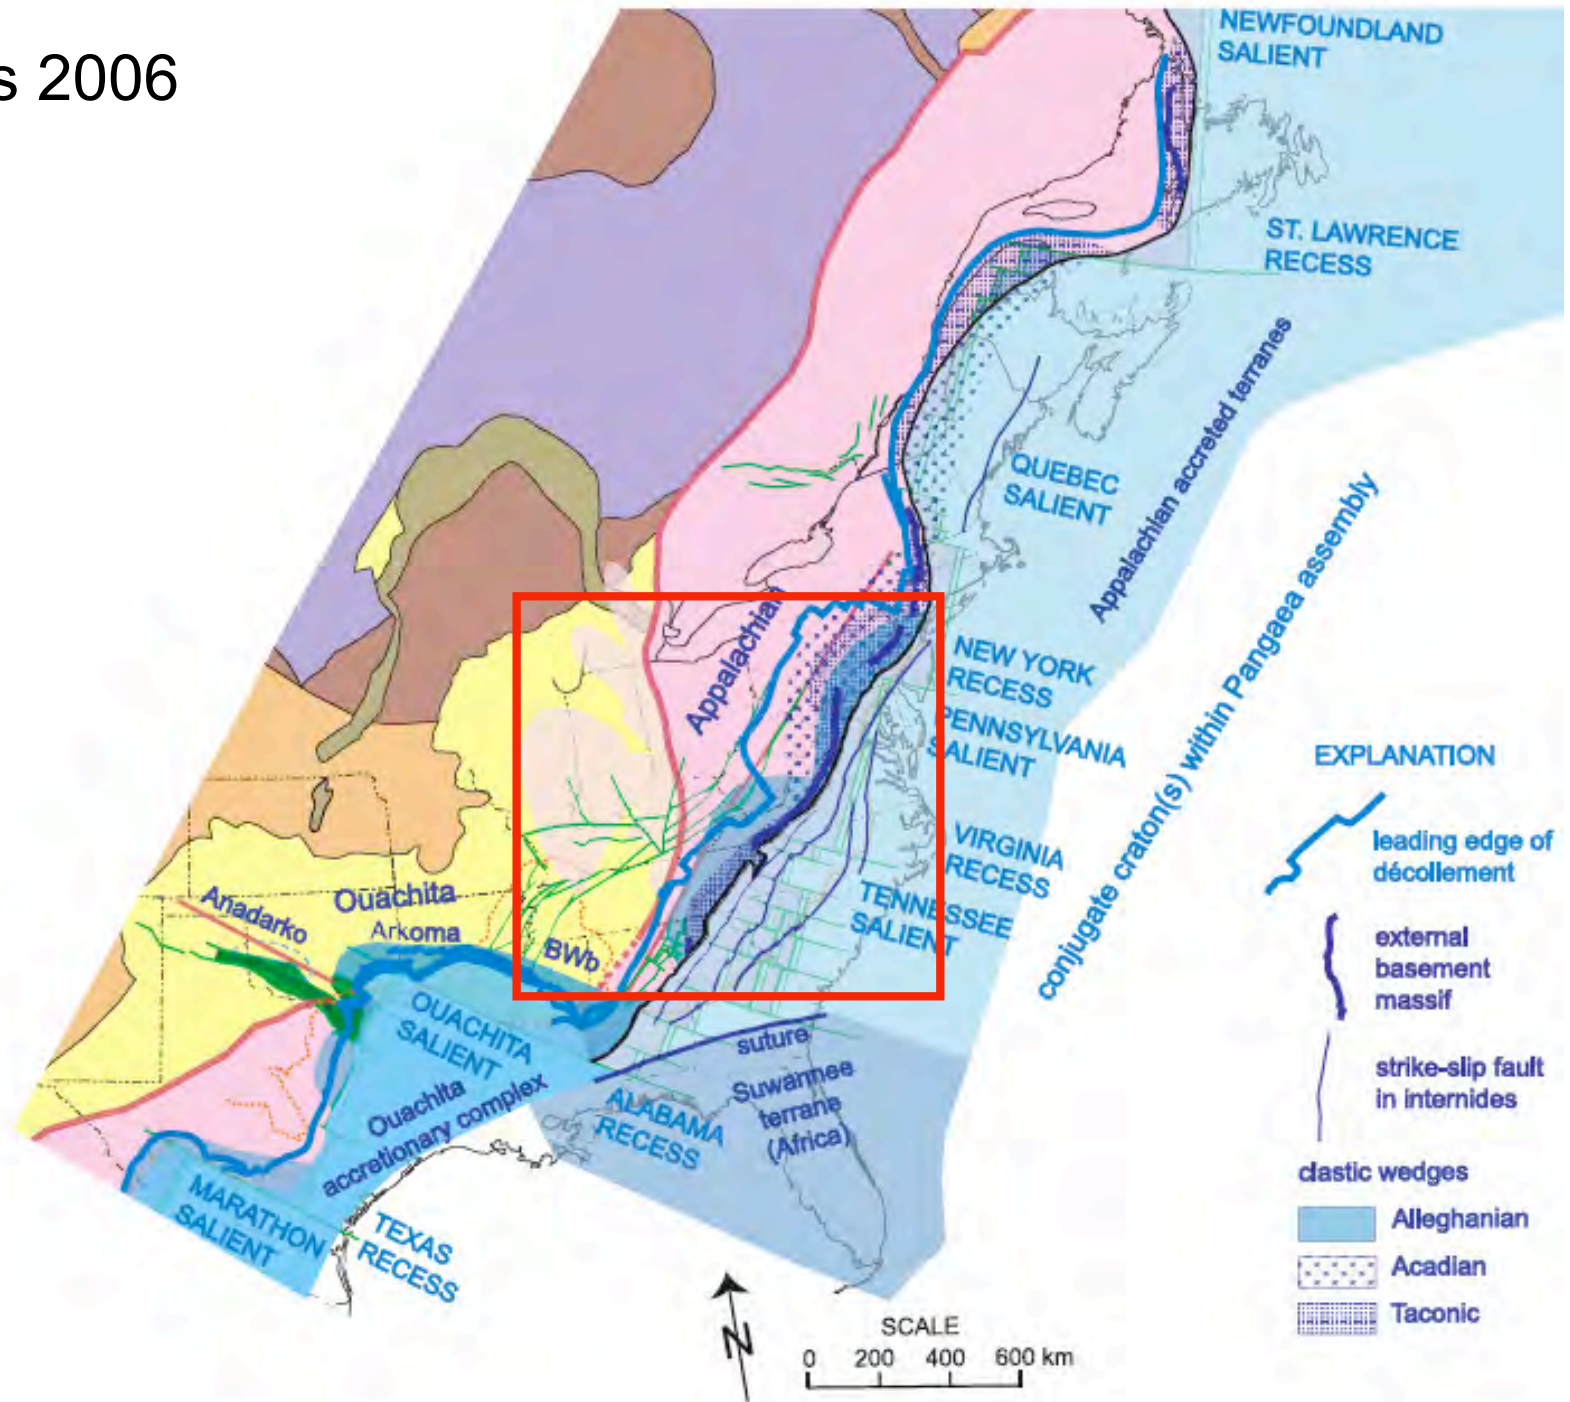 s 2006
NEWFOUNDLAND
SALIENT
ST. LAWRENCE
RECESS
Appalachian accreted terranes
QUEBEC
SALIENT
conjugate craton(s) within Pangaea assembly
Appalachian
NEW YORK
RECESS
PENNSYLVANIA
SALIENT
VIRGINIA
RECESS
TENNESSEE
SALIENT
Anadarko
Ouachita
Arkoma
BWb
OUACHITA
SALIENT
Ouachita
accretionary complex
suture
Suwannee
terrane
(Africa)
ALABAMA
RECESS
MARATHON
SALIENT
TEXAS
RECESS
N
SCALE
0 200 400 600 km
EXPLANATION
leading edge of
décollement
external
basement
massif
strike-slip fault
in internides
clastic wedges
Alleghanian
Acadian
Taconic